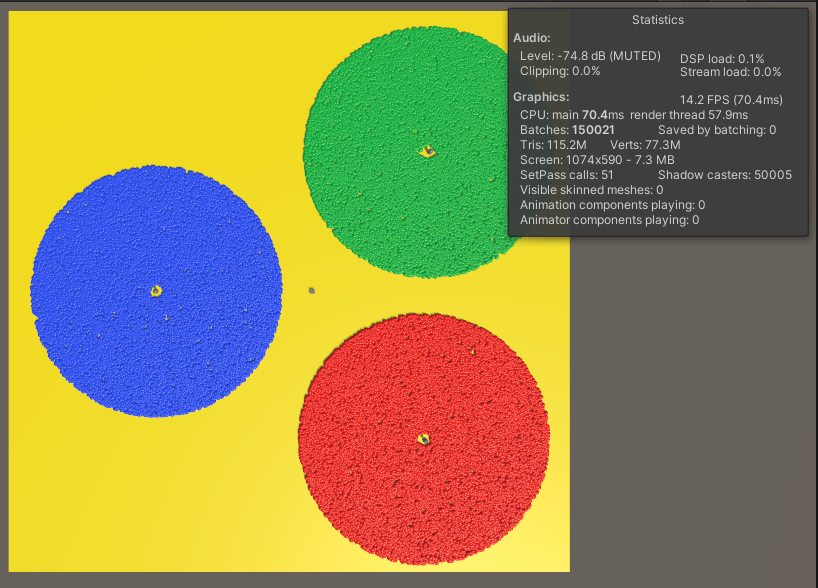 Statistics
Audio:
Level: -74.8 dB (MUTED) DSP load: 0.1%
Clipping: 0.0% Stream load: 0.0%
Graphics: 14.2 FPS (70.4ms)
CPU: main 70.4ms render thread 57.9ms
Batches: 150021 Saved by batching: 0
Tris: 115.2M Verts: 77.3M
Screen: 1074x590 - 7.3 MB
SetPass calls: 51 Shadow casters: 50005
Visible skinned meshes: 0
Animation components playing: 0
Animator components playing: 0